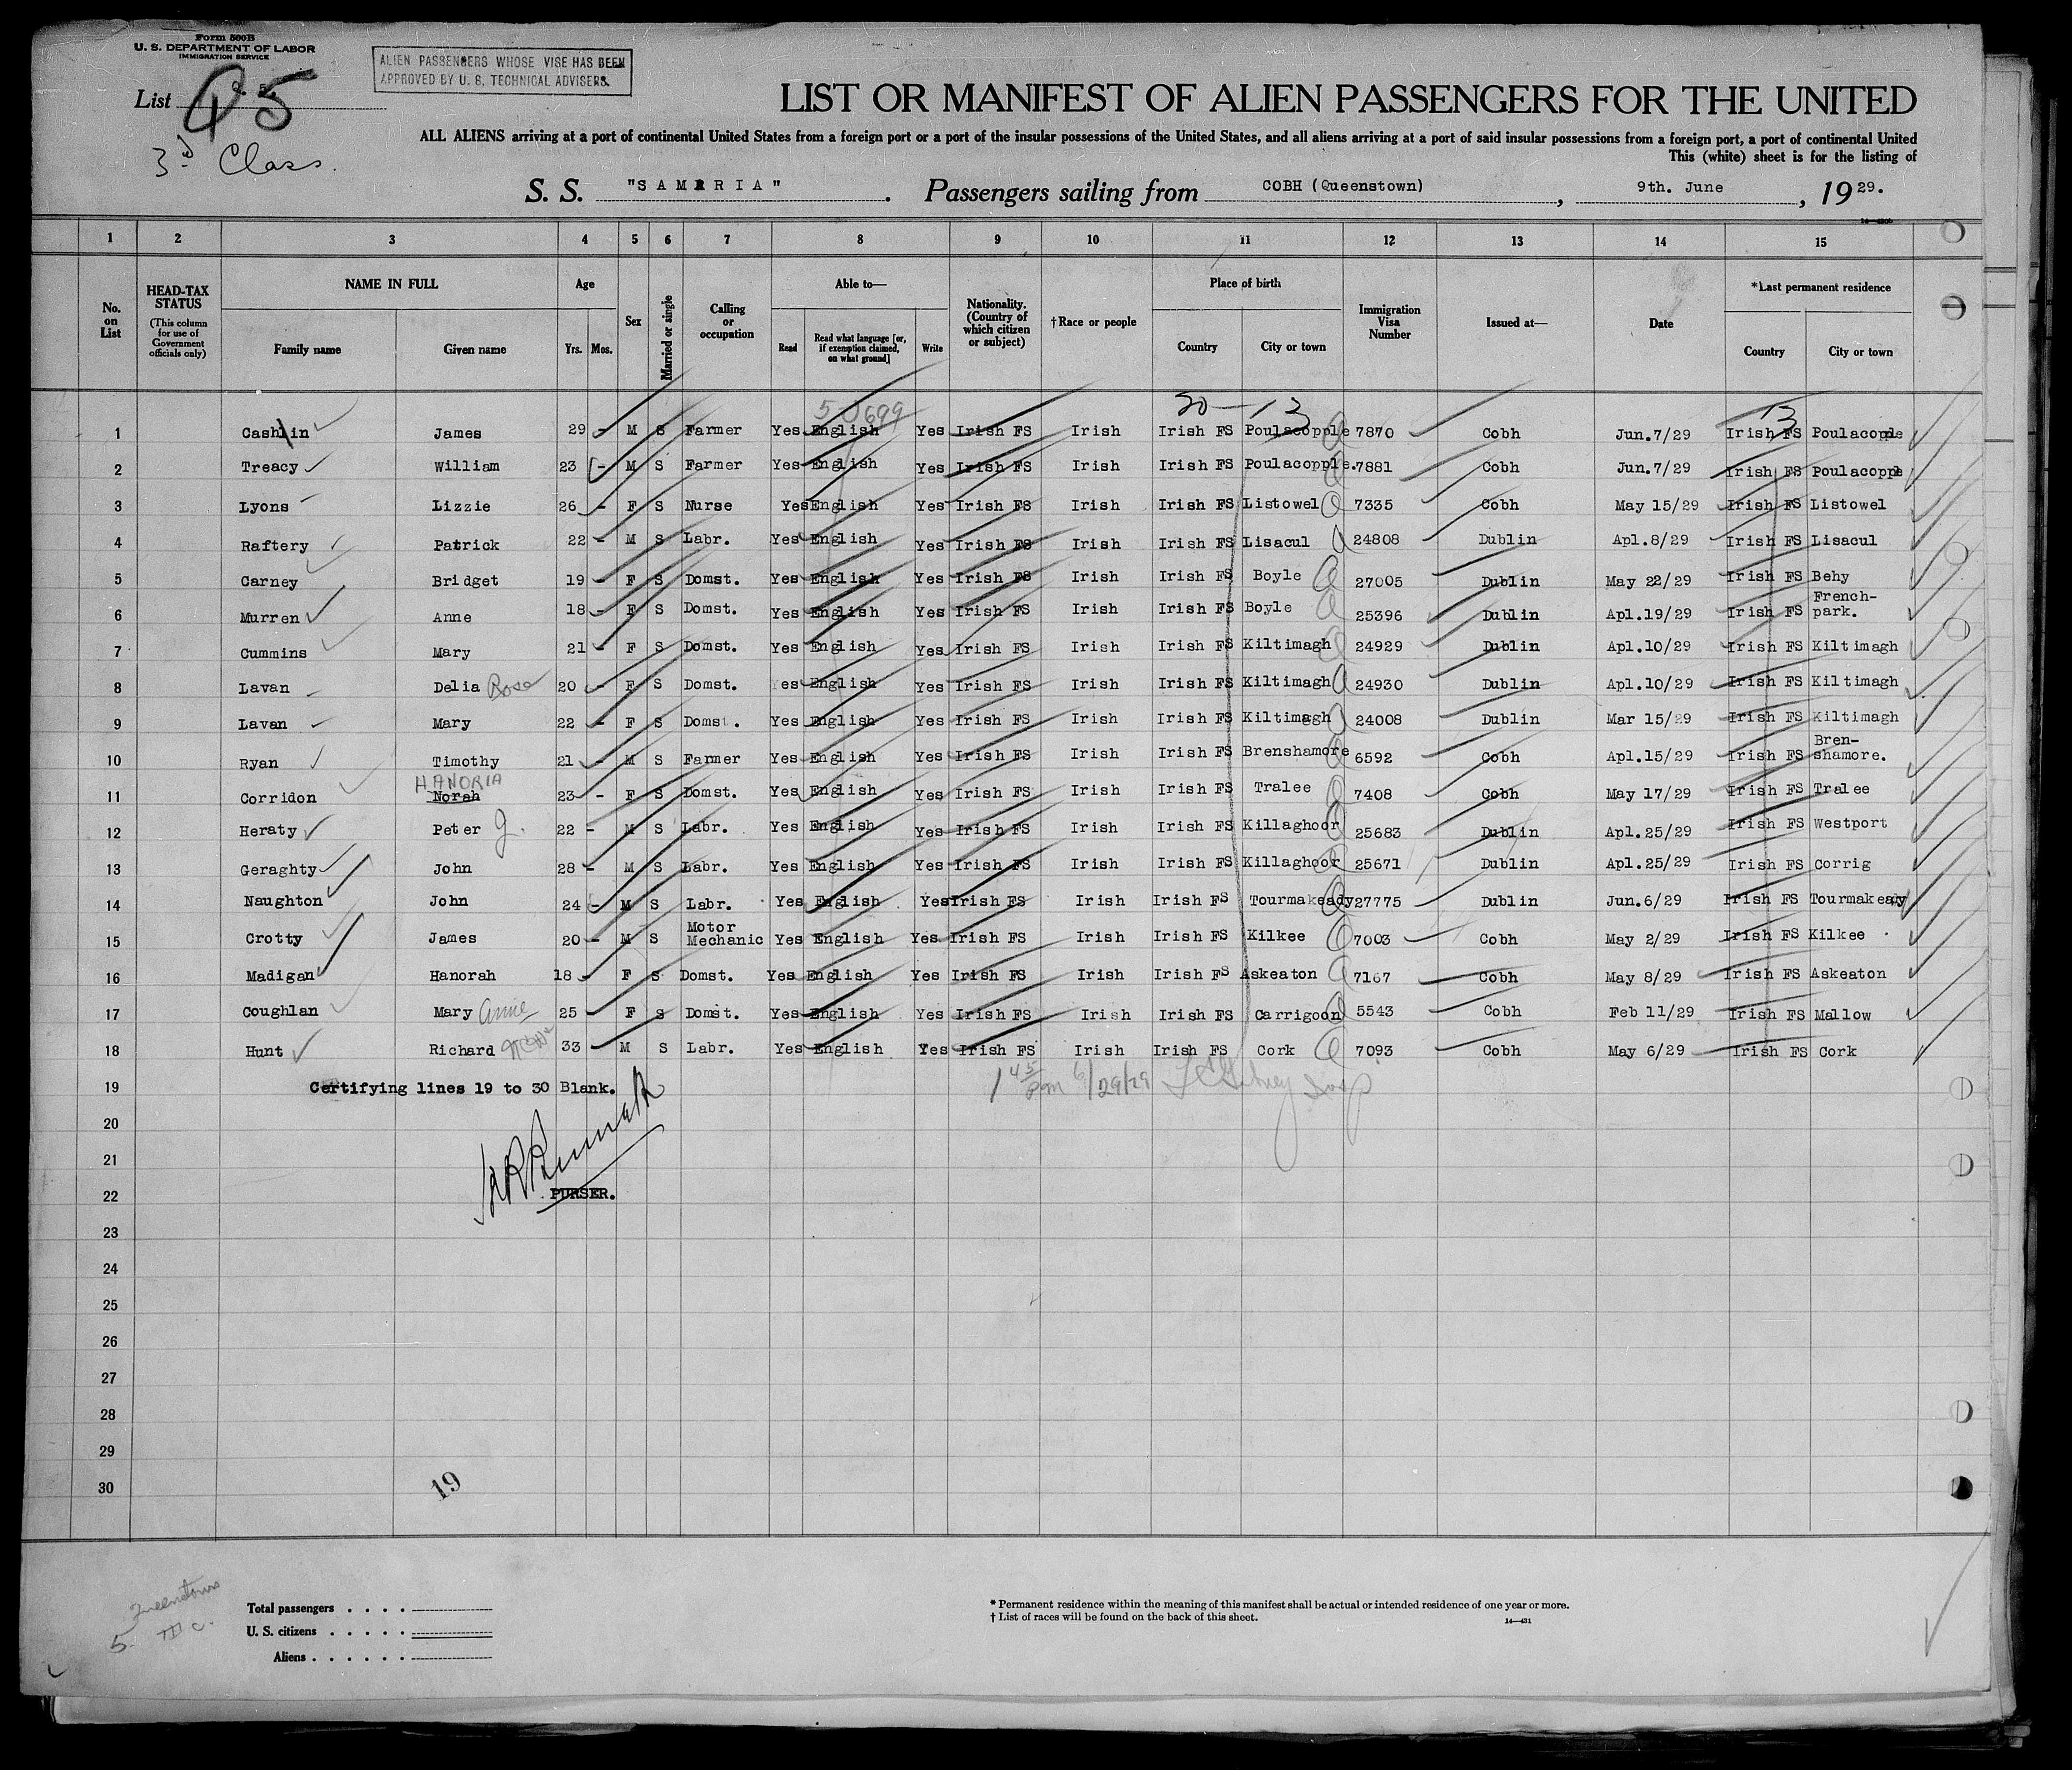 Form 500B
U. S. DEPARTMENT OF LABOR
IMMIGRATION SERVICE
ALIEN PASSENGERS WHOSE VISE HAS BEEN
APPROVED BY U. S. TECHNICAL ADVISERS.
List 5
3rd Class.
LIST OR MANIFEST OF ALIEN PASSENGERS FOR THE UNITED
ALL ALIENS arriving at a port of continental United States from a foreign port or a port of the insular possessions of the United States, and all aliens arriving at a port of said insular possessions from a foreign port, a port of continental United
This (white) sheet is for the listing of
S. S. "SAMARIA". Passengers sailing from COBH (Queenstown), 9th. June, 1929.
1 2 3 4 5 6 7 8 9 10 11 12 13 14 15
No. on List
HEAD-TAX STATUS (This column for use of Government officials only)
NAME IN FULL Family name Given name
Age Yrs. Mos.
Sex
Married or single
Calling or occupation
Able to— Read Read what language [or, if exemption claimed, on what ground] Write
Nationality. (Country of which citizen or subject)
†Race or people
Place of birth Country City or town
Immigration Visa Number
Issued at—
Date
*Last permanent residence Country City or town
50699 30—13 13
1 Cashlin James 29 - M S Farmer Yes English Yes Irish FS Irish Irish FS Poulacopple 7870 Cobh Jun.7/29 Irish FS Poulacopple
2 Treacy William 23 - M S Farmer Yes English Yes Irish FS Irish Irish FS Poulacopple. 7881 Cobh Jun.7/29 Irish FS Poulacopple
3 Lyons Lizzie 26 - F S Nurse Yes English Yes Irish FS Irish Irish FS Listowel 7335 Cobh May 15/29 Irish FS Listowel
4 Raftery Patrick 22 - M S Labr. Yes English Yes Irish FS Irish Irish FS Lisacul 24808 Dublin Apl.8/29 Irish FS Lisacul
5 Carney Bridget 19 - F S Domst. Yes English Yes Irish FS Irish Irish FS Boyle 27005 Dublin May 22/29 Irish FS Behy
6 Murren Anne 18 - F S Domst. Yes English Yes Irish FS Irish Irish FS Boyle 25396 Dublin Apl.19/29 Irish FS French-park.
7 Cummins Mary 21 - F S Domst. Yes English Yes Irish FS Irish Irish FS Kiltimagh 24929 Dublin Apl.10/29 Irish FS Kiltimagh
8 Lavan Delia Rose 20 - F S Domst. Yes English Yes Irish FS Irish Irish FS Kiltimagh 24930 Dublin Apl.10/29 Irish FS Kiltimagh
9 Lavan Mary 22 - F S Domst. Yes English Yes Irish FS Irish Irish FS Kiltimagh 24008 Dublin Mar 15/29 Irish FS Kiltimagh
10 Ryan Timothy 21 - M S Farmer Yes English Yes Irish FS Irish Irish FS Brenshamore 6592 Cobh Apl.15/29 Irish FS Bren-shamore.
HANORIA
11 Corridon Norah 23 - F S Domst. Yes English Yes Irish FS Irish Irish FS Tralee 7408 Cobh May 17/29 Irish FS Tralee
12 Heraty Peter J. 22 - M S Labr. Yes English Yes Irish FS Irish Irish FS Killaghoor 25683 Dublin Apl.25/29 Irish FS Westport
13 Geraghty John 28 - M S Labr. Yes English Yes Irish FS Irish Irish FS Killaghoor 25671 Dublin Apl.25/29 Irish FS Corrig
14 Naughton John 24 - M S Labr. Yes English Yes Irish FS Irish Irish FS Tourmakeady 27775 Dublin Jun.6/29 Irish FS Tourmakeady
15 Crotty James 20 - M S Motor Mechanic Yes English Yes Irish FS Irish Irish FS Kilkee 7003 Cobh May 2/29 Irish FS Kilkee
16 Madigan Hanorah 18 - F S Domst. Yes English Yes Irish FS Irish Irish FS Askeaton 7167 Cobh May 8/29 Irish FS Askeaton
17 Coughlan Mary Annie 25 F S Domst. Yes English Yes Irish FS Irish Irish FS Carrigoon 5543 Cobh Feb 11/29 Irish FS Mallow
18 Hunt Richard 33 M S Labr. Yes English Yes Irish FS Irish Irish FS Cork 7093 Cobh May 6/29 Irish FS Cork
19 Certifying lines 19 to 30 Blank. 1 45 pm 6/29/29
20
21
22 PURSER.
23
24
25
26
27
28
29
30
19
Queenstown
5. III C.
Total passengers
U. S. citizens
Aliens
* Permanent residence within the meaning of this manifest shall be actual or intended residence of one year or more.
† List of races will be found on the back of this sheet.
14—431